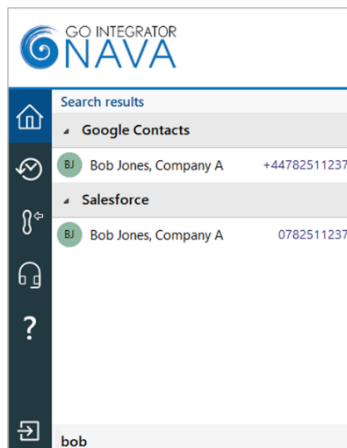 GO INTEGRATOR
NAVA
Search results
Google Contacts
BJ Bob Jones, Company A +44782511237
Salesforce
BJ Bob Jones, Company A 0782511237
?
bob